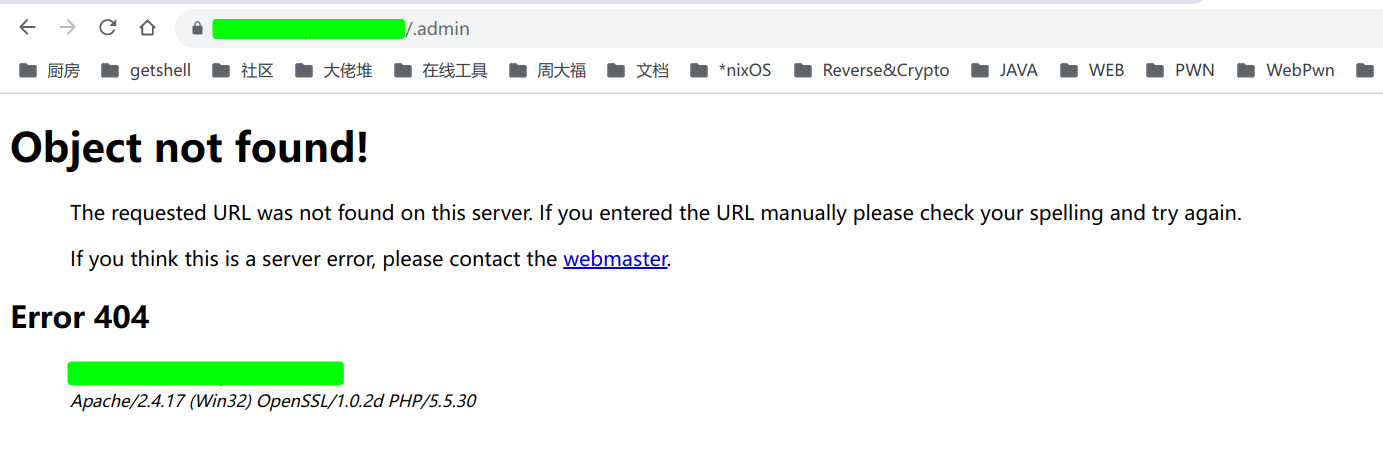 /.admin
厨房 getshell 社区 大佬堆 在线工具 周大福 文档 *nixOS Reverse&Crypto JAVA WEB PWN WebPwn
Object not found!
The requested URL was not found on this server. If you entered the URL manually please check your spelling and try again.
If you think this is a server error, please contact the webmaster.
Error 404
Apache/2.4.17 (Win32) OpenSSL/1.0.2d PHP/5.5.30